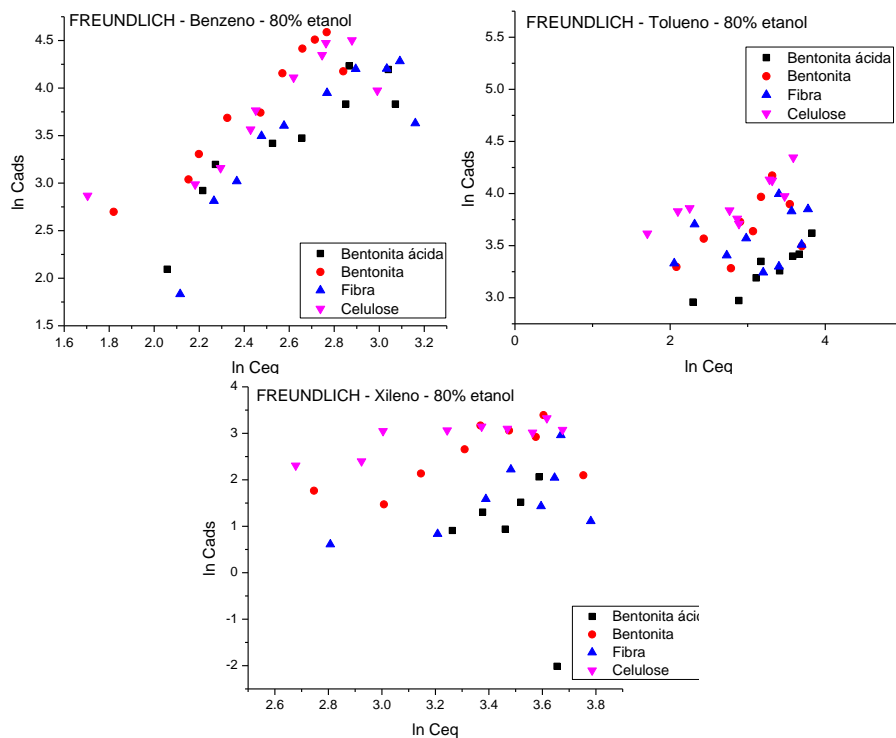 FREUNDLICH - Benzeno - 80% etanol
4.5
4.0
3.5
3.0
2.5
2.0
1.5
ln Cads
Bentonita ácida
Bentonita
Fibra
Celulose
1.6 1.8 2.0 2.2 2.4 2.6 2.8 3.0 3.2
ln Ceq
FREUNDLICH - Tolueno - 80% etanol
5.5
5.0
4.5
4.0
3.5
3.0
ln Cads
Bentonita ácida
Bentonita
Fibra
Celulose
0 2 4
ln Ceq
FREUNDLICH - Xileno - 80% etanol
4
3
2
1
0
-1
-2
ln Cads
Bentonita ácid
Bentonita
Fibra
Celulose
2.6 2.8 3.0 3.2 3.4 3.6 3.8
ln Ceq